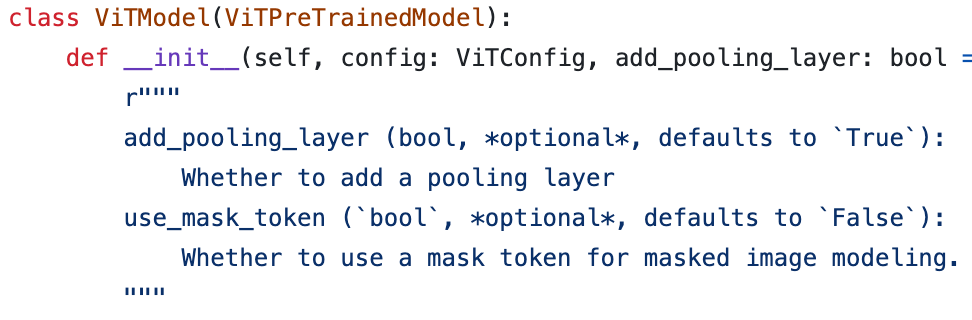 class ViTModel(ViTPreTrainedModel):
    def __init__(self, config: ViTConfig, add_pooling_layer: bool =
        r"""
        add_pooling_layer (bool, *optional*, defaults to `True`):
            Whether to add a pooling layer
        use_mask_token (`bool`, *optional*, defaults to `False`):
            Whether to use a mask token for masked image modeling.
        """